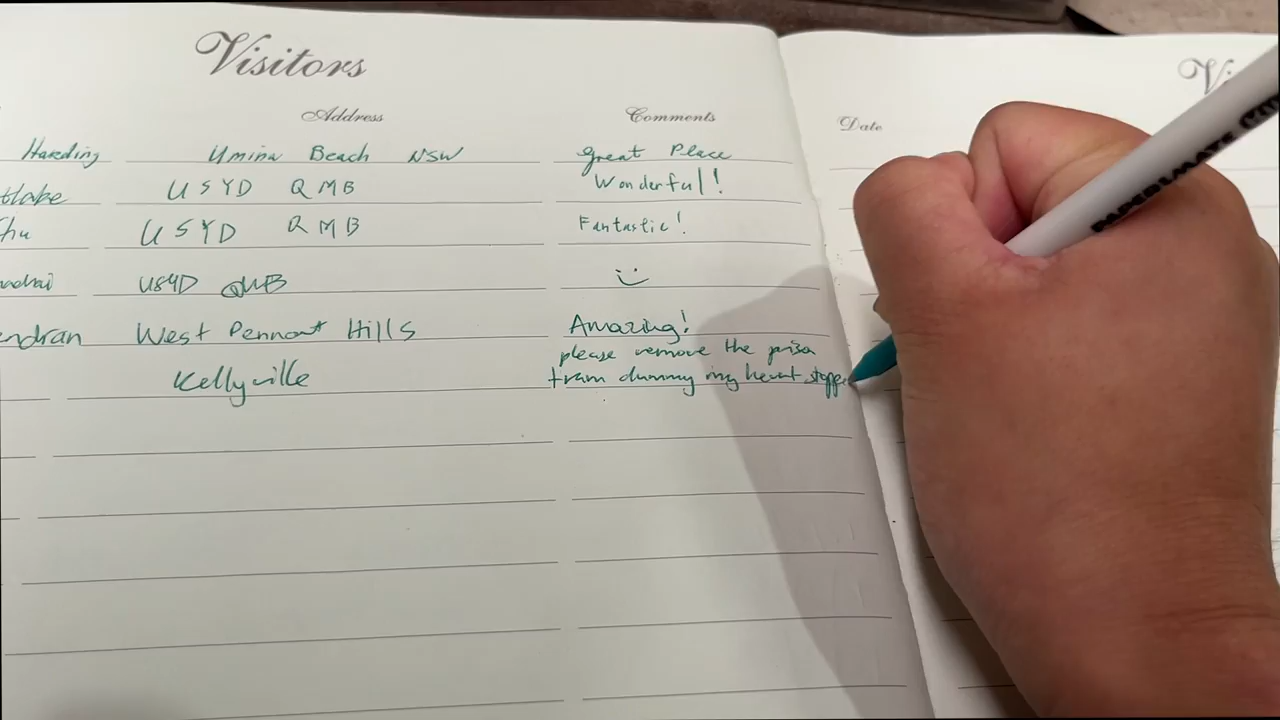 Visitors
Address Comments
Date
Harding Umina Beach NSW Great Place
USYD QMB Wonderful!
USYD QMB Fantastic!
USYD QMB
West Pennant Hills Amazing!
please remove the prison
Kellyville tram dummy my heart stopp
PAPERMATE